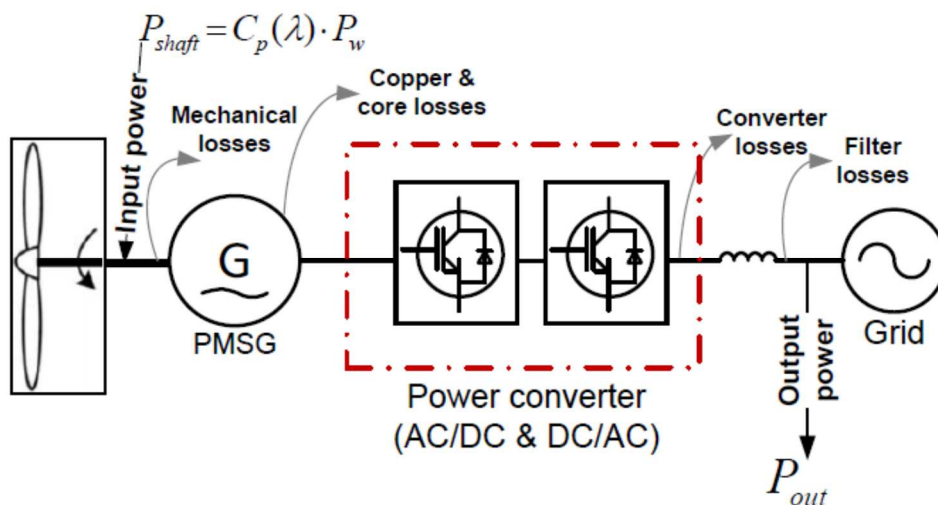 P_shaft = C_p(λ) · P_w
Input power
Mechanical
losses
Copper &
core losses
Converter
losses
Filter
losses
G
PMSG
Power converter
(AC/DC & DC/AC)
Output
power
Grid
P_out